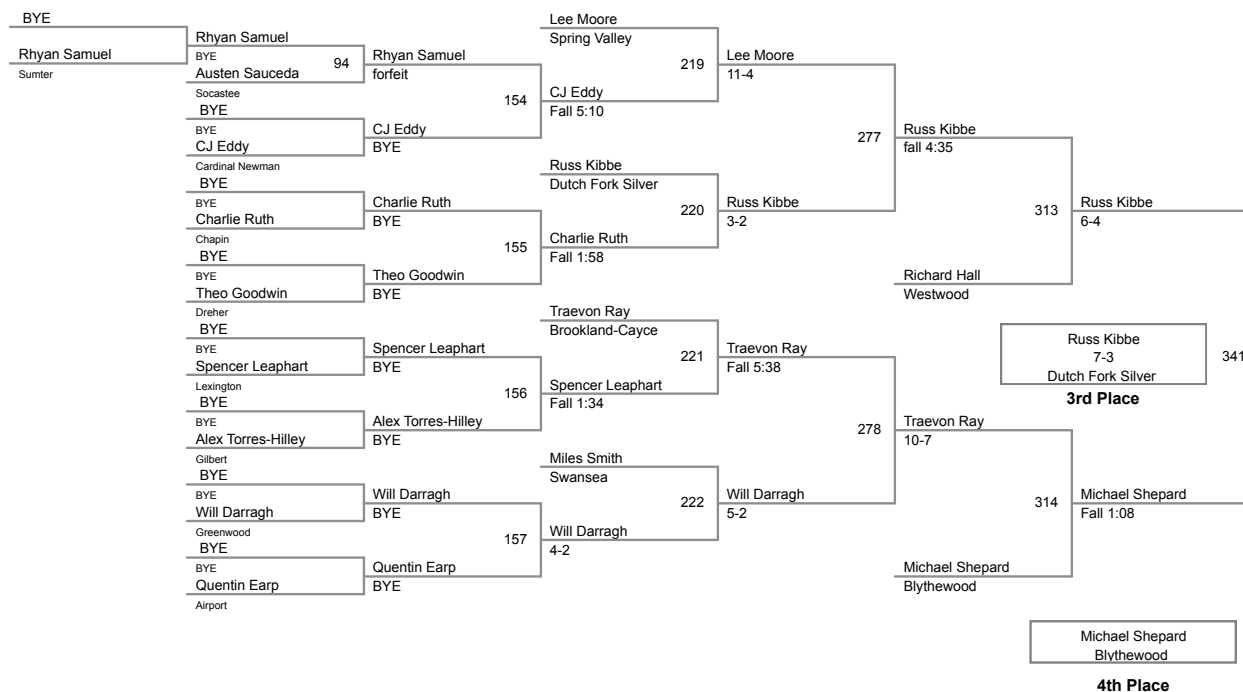 BYE
Rhyan Samuel
Sumter
Rhyan Samuel
BYE
94
Austen Sauceda
Socastee
BYE
BYE
CJ Eddy
Cardinal Newman
BYE
BYE
Charlie Ruth
Chapin
BYE
BYE
Theo Goodwin
Dreher
BYE
BYE
Spencer Leaphart
Lexington
BYE
BYE
Alex Torres-Hilley
Gilbert
BYE
BYE
Will Darragh
Greenwood
BYE
BYE
Quentin Earp
Airport
Rhyan Samuel
forfeit
154
CJ Eddy
BYE
Charlie Ruth
BYE
155
Theo Goodwin
BYE
Spencer Leaphart
BYE
156
Alex Torres-Hilley
BYE
Will Darragh
BYE
157
Quentin Earp
BYE
Lee Moore
Spring Valley
219
CJ Eddy
Fall 5:10
Russ Kibbe
Dutch Fork Silver
220
Charlie Ruth
Fall 1:58
Traevon Ray
Brookland-Cayce
221
Spencer Leaphart
Fall 1:34
Miles Smith
Swansea
222
Will Darragh
4-2
Lee Moore
11-4
277
Russ Kibbe
3-2
Traevon Ray
Fall 5:38
278
Will Darragh
5-2
Russ Kibbe
fall 4:35
313
Richard Hall
Westwood
Traevon Ray
10-7
314
Michael Shepard
Blythewood
Russ Kibbe
6-4
Russ Kibbe
7-3
Dutch Fork Silver
341
3rd Place
Michael Shepard
Fall 1:08
Michael Shepard
Blythewood
4th Place